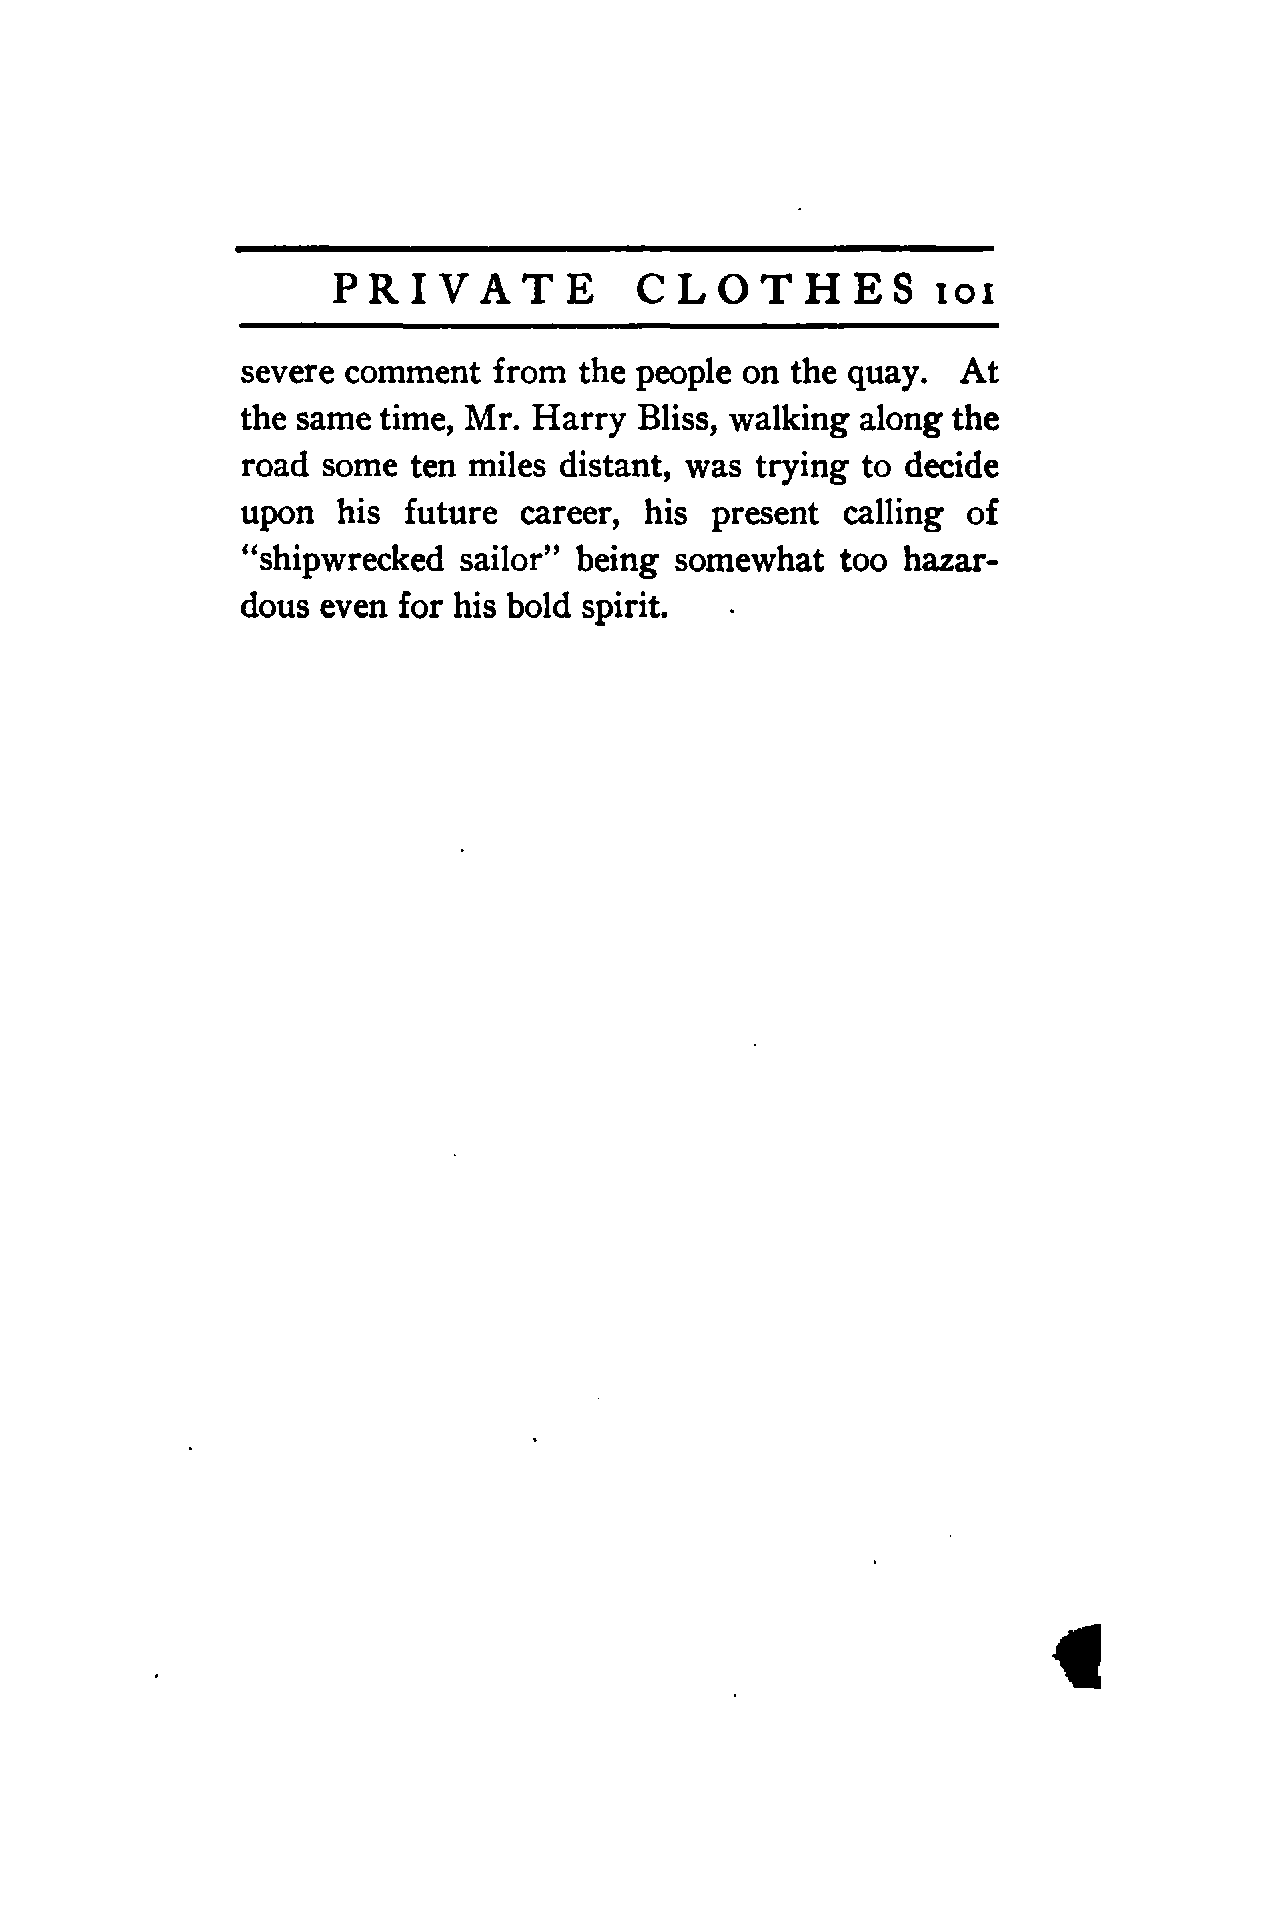 PRIVATE CLOTHES 101
severe comment from the people on the quay. At
the same time, Mr. Harry Bliss, walking along the
road some ten miles distant, was trying to decide
upon his future career, his present calling of
“shipwrecked sailor” being somewhat too hazar-
dous even for his bold spirit.